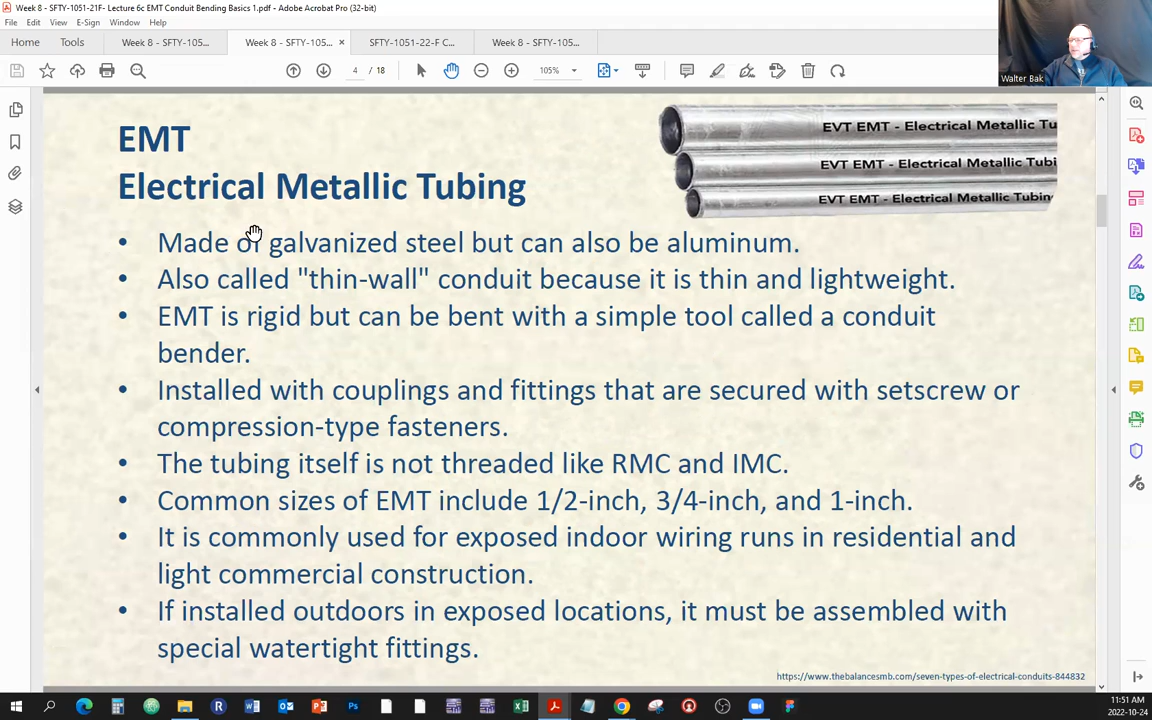 Week 8 - SFTY-1051-21F- Lecture 6c EMT Conduit Bending Basics 1.pdf - Adobe Acrobat Pro (32-bit)
File Edit View E-Sign Window Help
Home Tools Week 8 - SFTY-105... Week 8 - SFTY-105... × SFTY-1051-22-F C... Week 8 - SFTY-105...
4 / 18 105%
Walter Bak
EMT
Electrical Metallic Tubing
EVT EMT - Electrical Metallic Tu
EVT EMT - Electrical Metallic Tubi
EVT EMT - Electrical Metallic Tubing
• Made of galvanized steel but can also be aluminum.
• Also called "thin-wall" conduit because it is thin and lightweight.
• EMT is rigid but can be bent with a simple tool called a conduit
bender.
• Installed with couplings and fittings that are secured with setscrew or
compression-type fasteners.
• The tubing itself is not threaded like RMC and IMC.
• Common sizes of EMT include 1/2-inch, 3/4-inch, and 1-inch.
• It is commonly used for exposed indoor wiring runs in residential and
light commercial construction.
• If installed outdoors in exposed locations, it must be assembled with
special watertight fittings.
https://www.thebalancesmb.com/seven-types-of-electrical-conduits-844832
11:51 AM
2022-10-24